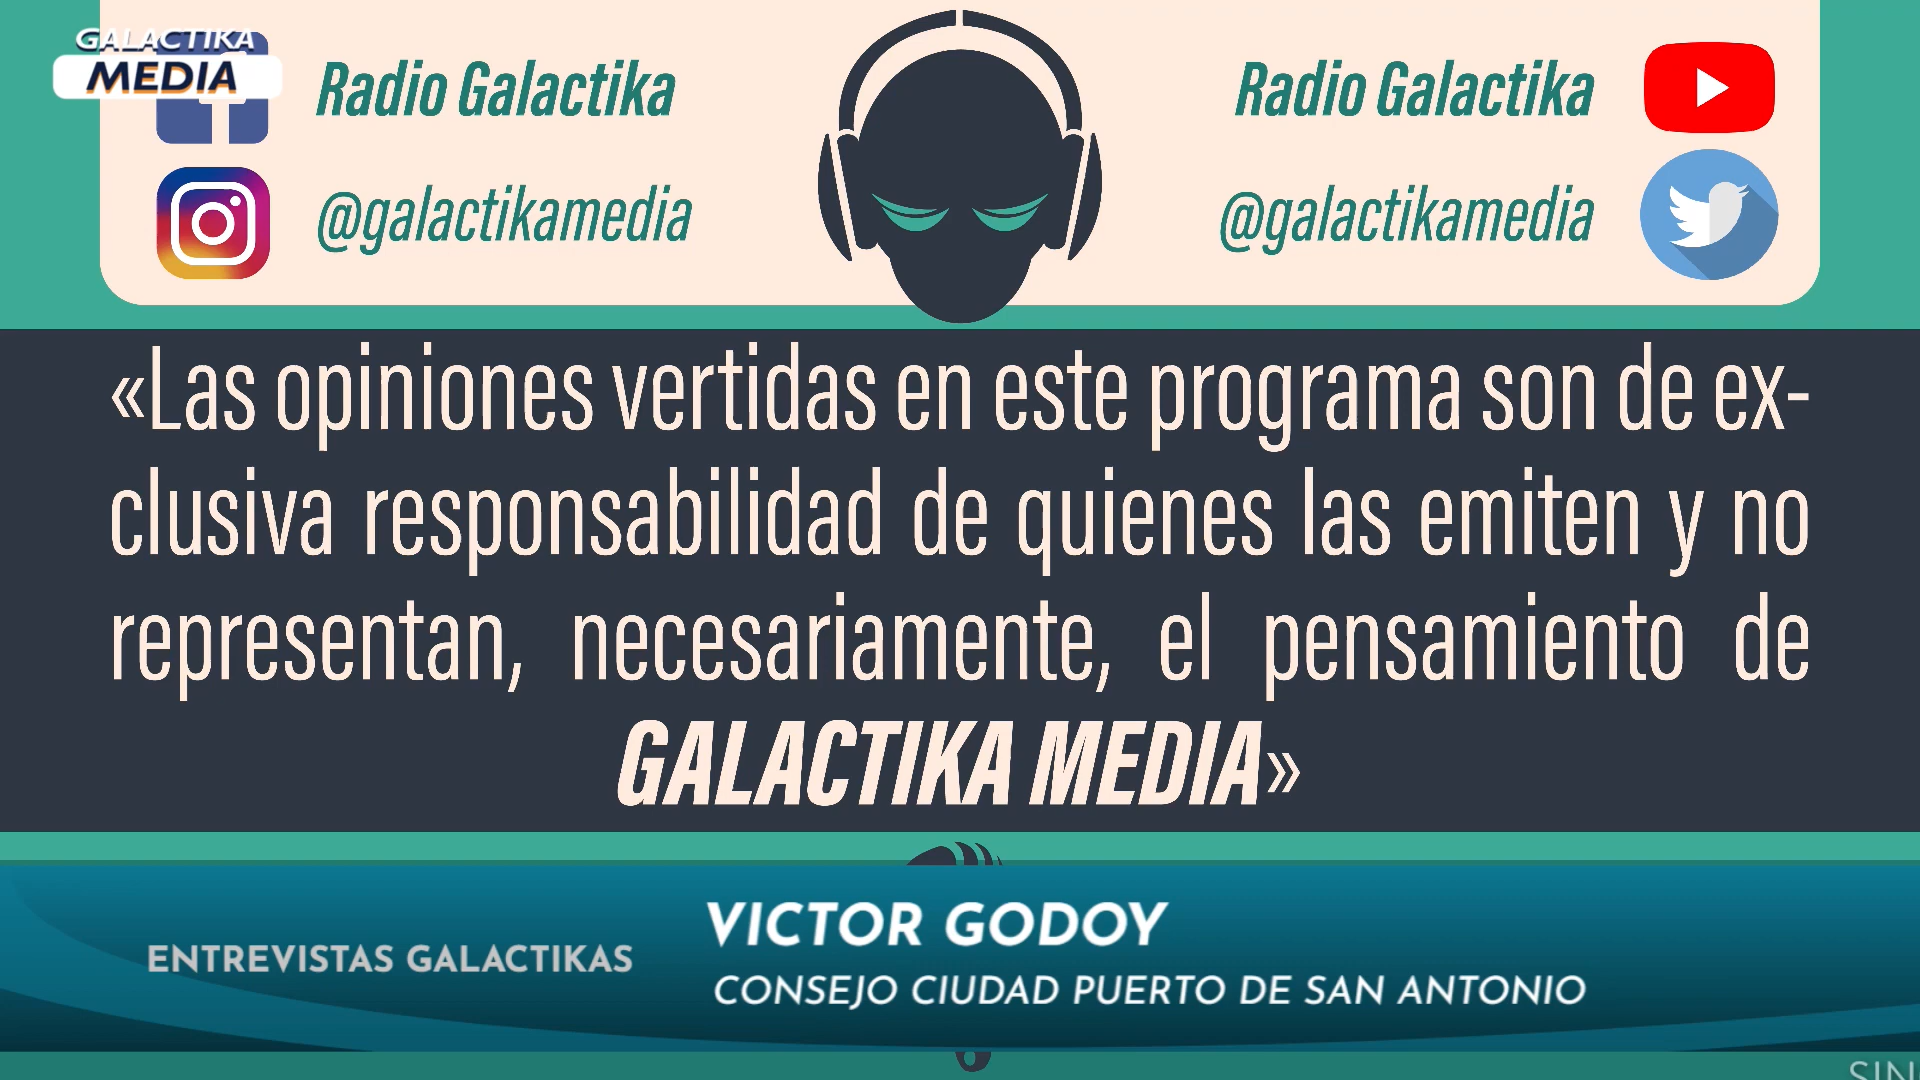 GALACTIKA
MEDIA
Radio Galactika
Radio Galactika
@galactikamedia
@galactikamedia
«Las opiniones vertidas en este programa son de ex-
clusiva responsabilidad de quienes las emiten y no
representan, necesariamente, el pensamiento de
GALACTIKA MEDIA»
VICTOR GODOY
ENTREVISTAS GALACTIKAS
CONSEJO CIUDAD PUERTO DE SAN ANTONIO